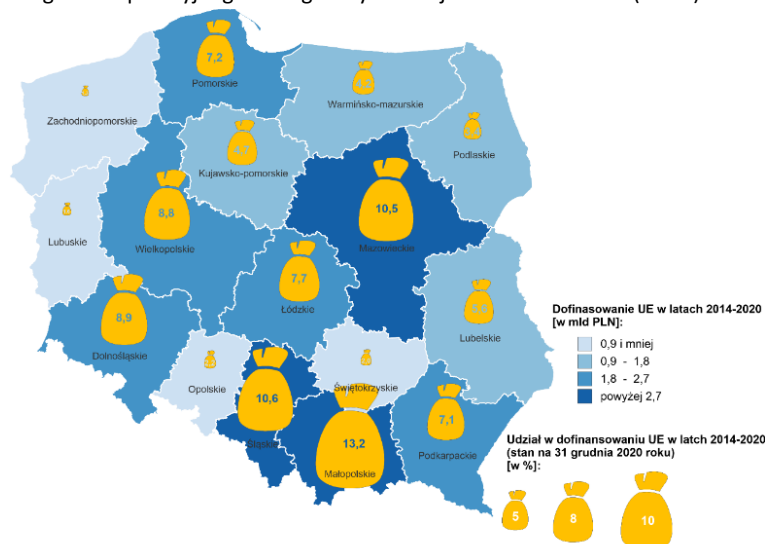 7,2
Pomorskie
4,2
Warmińsko-mazurskie
Zachodniopomorskie
4,7
Kujawsko-pomorskie
Podlaskie
8,8
Wielkopolskie
10,5
Mazowieckie
Lubuskie
7,7
Łódzkie
8,9
Dolnośląskie
Lubelskie
Dofinasowanie UE w latach 2014-2020
[w mld PLN]:
0,9 i mniej
0,9 - 1,8
1,8 - 2,7
powyżej 2,7
Opolskie
10,6
Śląskie
Świętokrzyskie
13,2
Małopolskie
7,1
Podkarpackie
Udział w dofinansowaniu UE w latch 2014-2020
(stan na 31 grudnia 2020 roku)
[w %]:
5
8
10